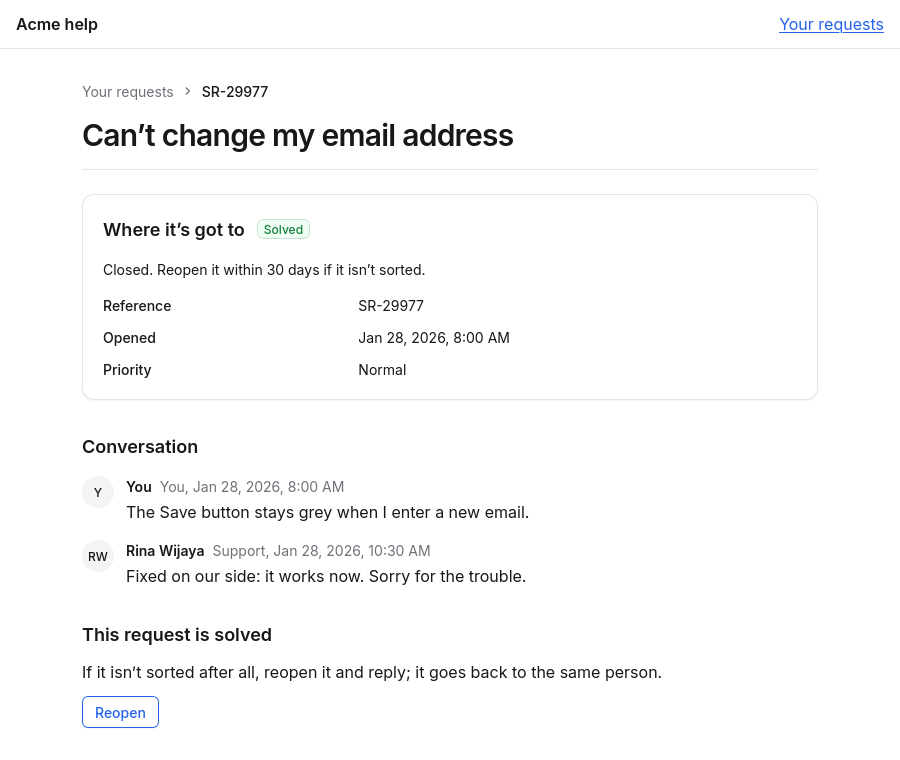 Acme help
Your requests
Your requests > SR-29977
Can’t change my email address
Where it’s got to Solved
Closed. Reopen it within 30 days if it isn’t sorted.
Reference SR-29977
Opened Jan 28, 2026, 8:00 AM
Priority Normal
Conversation
Y
You You, Jan 28, 2026, 8:00 AM
The Save button stays grey when I enter a new email.
RW
Rina Wijaya Support, Jan 28, 2026, 10:30 AM
Fixed on our side: it works now. Sorry for the trouble.
This request is solved
If it isn’t sorted after all, reopen it and reply; it goes back to the same person.
Reopen